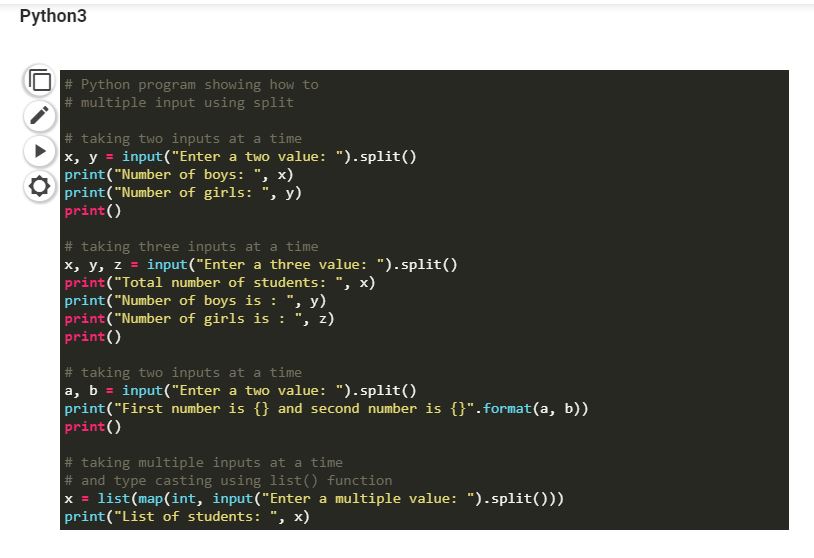 Python3
# Python program showing how to
# multiple input using split
# taking two inputs at a time
x, y = input("Enter a two value: ").split()
print("Number of boys: ", x)
print("Number of girls: ", y)
print()
# taking three inputs at a time
x, y, z = input("Enter a three value: ").split()
print("Total number of students: ", x)
print("Number of boys is : ", y)
print("Number of girls is : ", z)
print()
# taking two inputs at a time
a, b = input("Enter a two value: ").split()
print("First number is {} and second number is {}".format(a, b))
print()
# taking multiple inputs at a time
# and type casting using list() function
x = list(map(int, input("Enter a multiple value: ").split()))
print("List of students: ", x)